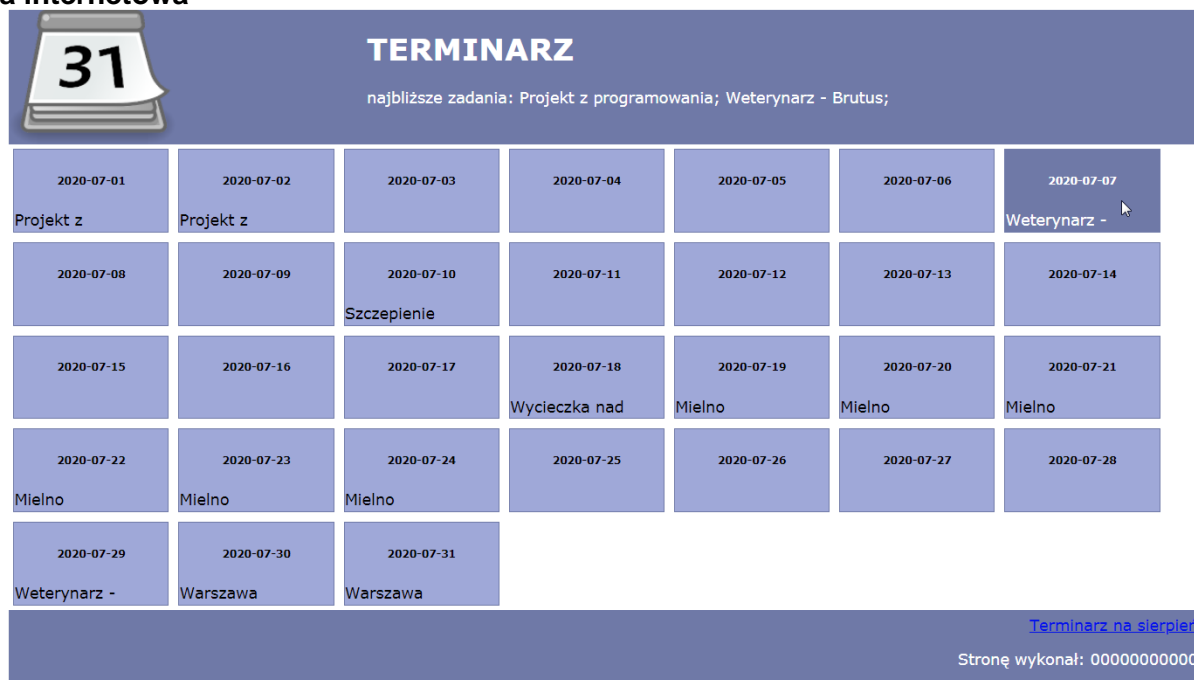 a internetowa
31
TERMINARZ
najbliższe zadania: Projekt z programowania; Weterynarz - Brutus;
2020-07-01 2020-07-02 2020-07-03 2020-07-04 2020-07-05 2020-07-06 2020-07-07
Projekt z Projekt z Weterynarz -
2020-07-08 2020-07-09 2020-07-10 2020-07-11 2020-07-12 2020-07-13 2020-07-14
Szczepienie
2020-07-15 2020-07-16 2020-07-17 2020-07-18 2020-07-19 2020-07-20 2020-07-21
Wycieczka nad Mielno Mielno Mielno
2020-07-22 2020-07-23 2020-07-24 2020-07-25 2020-07-26 2020-07-27 2020-07-28
Mielno Mielno Mielno
2020-07-29 2020-07-30 2020-07-31
Weterynarz - Warszawa Warszawa
Terminarz na sierpień
Stronę wykonał: 00000000000